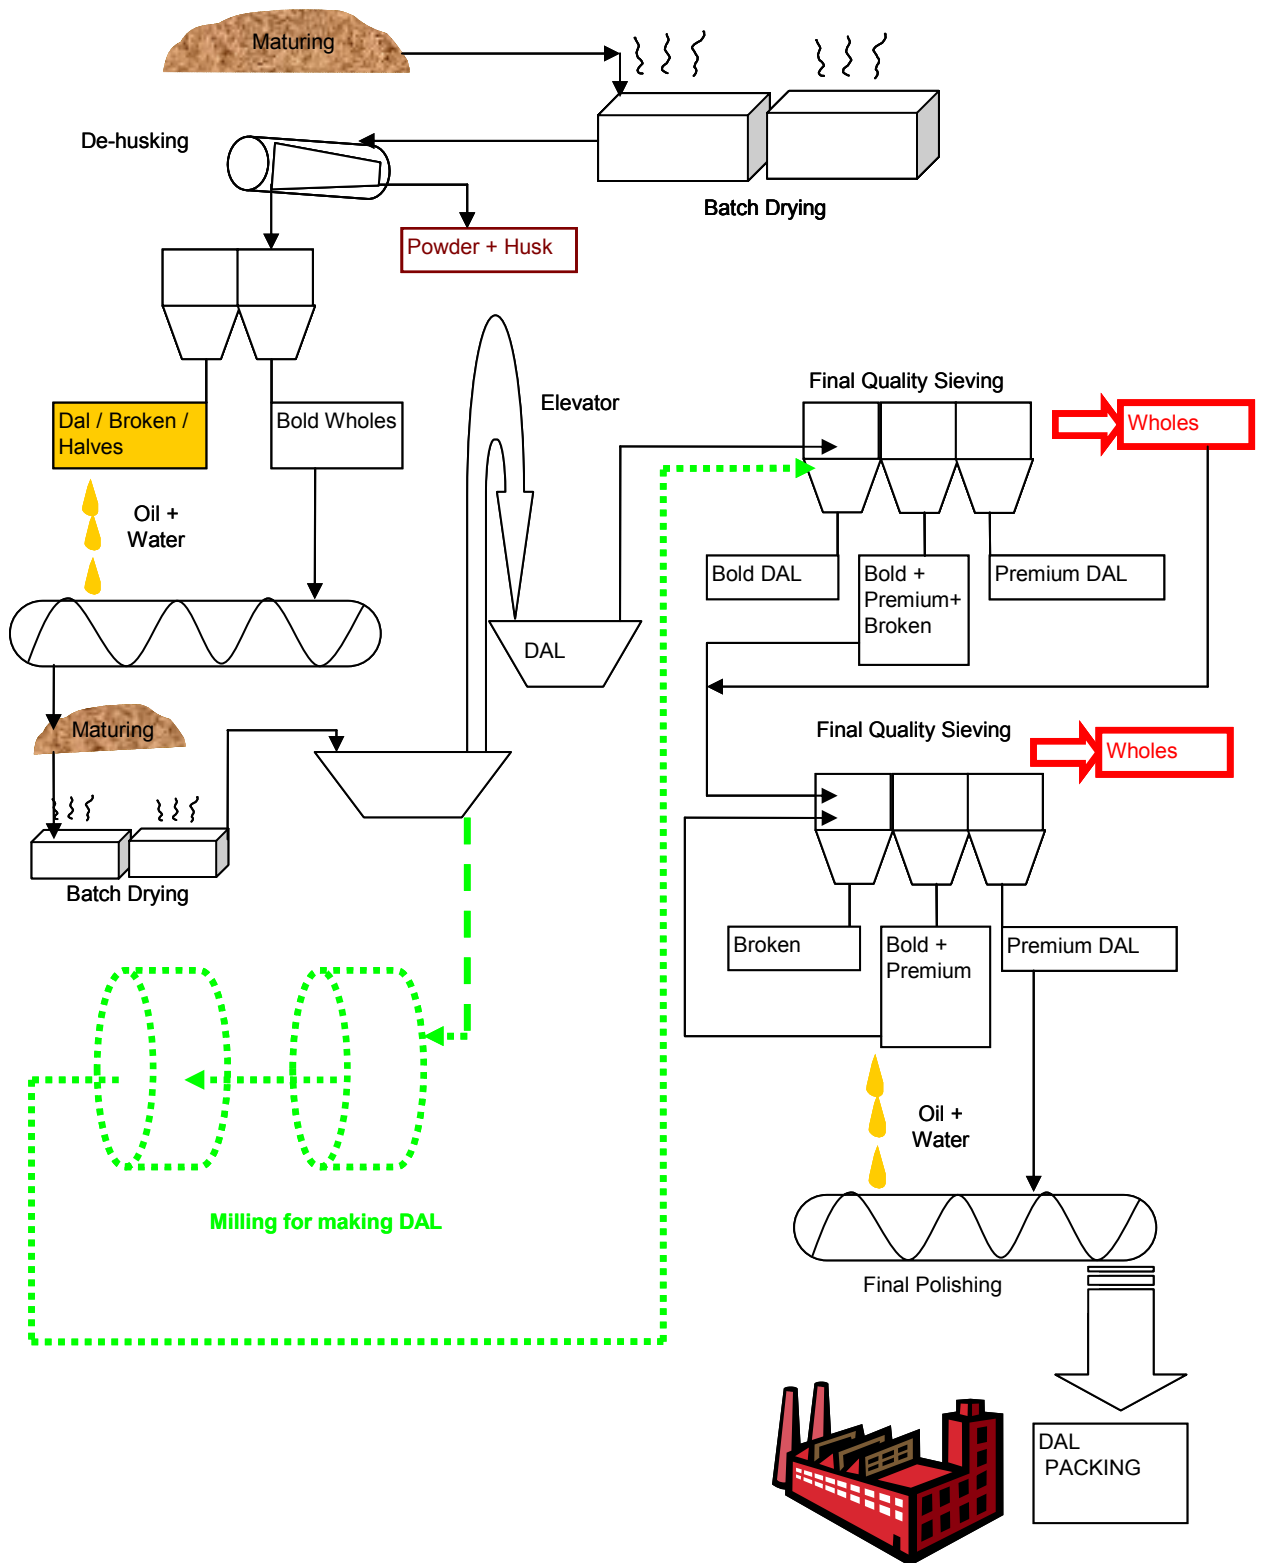 Maturing
De-husking
Batch Drying
Powder + Husk
Elevator
Final Quality Sieving
Dal / Broken /
Halves
Bold Wholes
Wholes
Oil +
Water
Bold DAL
Bold +
Premium+
Broken
Premium DAL
DAL
Maturing
Final Quality Sieving
Wholes
Batch Drying
Broken
Bold +
Premium
Premium DAL
Oil +
Water
Milling for making DAL
Final Polishing
DAL
PACKING